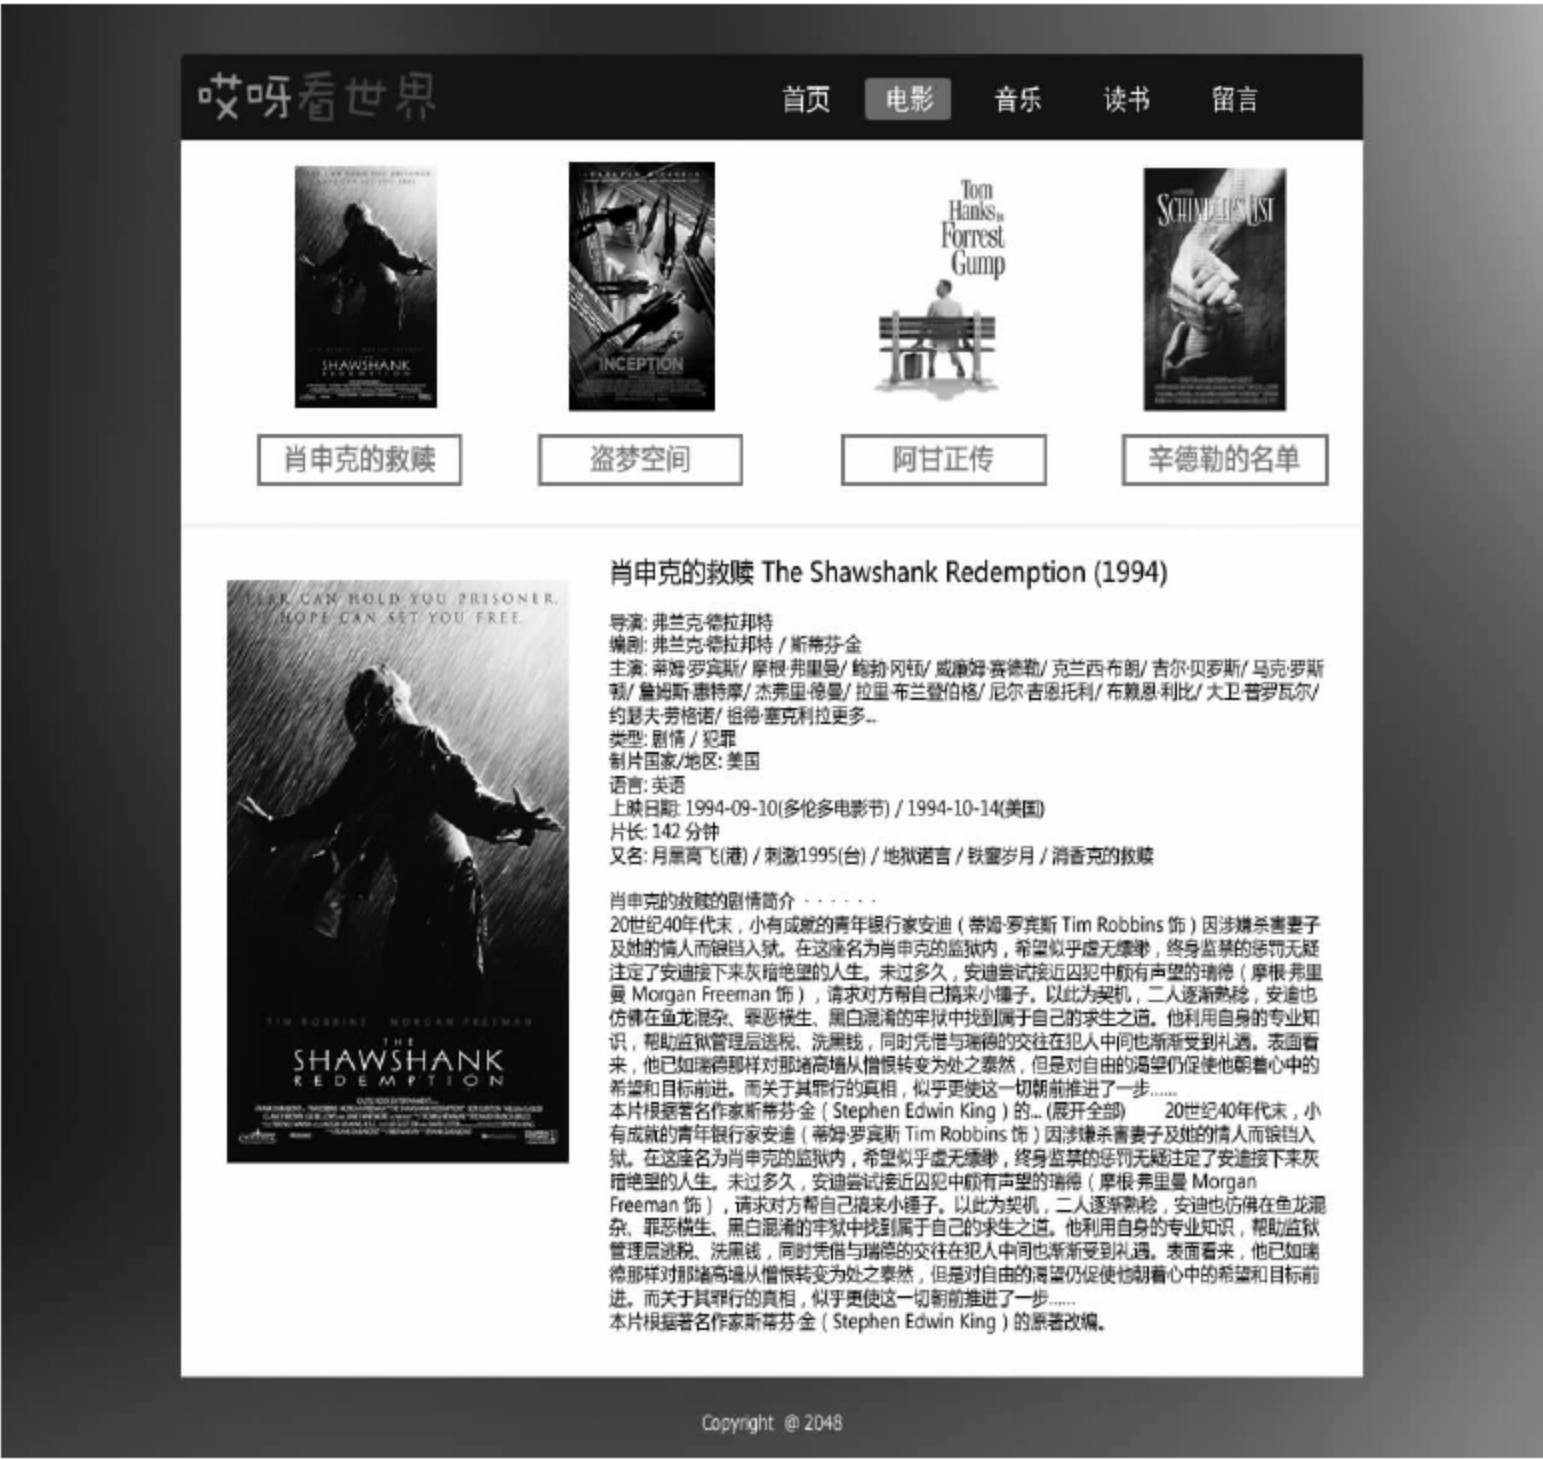 哎呀看世界
首页 电影 音乐 读书 留言
SHAWSHANK
REDEMPTION
INCEPTION
Tom
Hanks is
Forrest
Gump
SCHINDLER'S LIST
肖申克的救赎 盗梦空间 阿甘正传 辛德勒的名单
FEAR CAN HOLD YOU PRISONER.
HOPE CAN SET YOU FREE.
TIM ROBBINS MORGAN FREEMAN
THE
SHAWSHANK
REDEMPTION
肖申克的救赎 The Shawshank Redemption (1994)
导演: 弗兰克·德拉邦特
编剧: 弗兰克·德拉邦特 / 斯蒂芬·金
主演: 蒂姆·罗宾斯/ 摩根·弗里曼/ 鲍勃·冈顿/ 威廉姆·赛德勒/ 克兰西·布朗/ 吉尔·贝罗斯/ 马克·罗斯
顿/ 詹姆斯·惠特摩/ 杰弗里·德曼/ 拉里·布兰登伯格/ 尼尔·吉恩托利/ 布赖恩·利比/ 大卫·普罗瓦尔/
约瑟夫·劳格诺/ 祖德·塞克利拉更多...
类型: 剧情 / 犯罪
制片国家/地区: 美国
语言: 英语
上映日期: 1994-09-10(多伦多电影节) / 1994-10-14(美国)
片长: 142 分钟
又名: 月黑高飞(港) / 刺激1995(台) / 地狱诺言 / 铁窗岁月 / 消香克的救赎
肖申克的救赎的剧情简介 · · · · · ·
20世纪40年代末，小有成就的青年银行家安迪（蒂姆·罗宾斯 Tim Robbins 饰）因涉嫌杀害妻子
及她的情人而锒铛入狱。在这座名为肖申克的监狱内，希望似乎虚无缥缈，终身监禁的惩罚无疑
注定了安迪接下来灰暗绝望的人生。未过多久，安迪尝试接近囚犯中颇有声望的瑞德（摩根·弗里
曼 Morgan Freeman 饰），请求对方帮自己搞来小锤子。以此为契机，二人逐渐熟稔，安迪也
仿佛在鱼龙混杂、罪恶横生、黑白混淆的牢狱中找到属于自己的求生之道。他利用自身的专业知
识，帮助监狱管理层逃税、洗黑钱，同时凭借与瑞德的交往在犯人中间也渐渐受到礼遇。表面看
来，他已如瑞德那样对那堵高墙从憎恨转变为处之泰然，但是对自由的渴望仍促使他朝着心中的
希望和目标前进。而关于其罪行的真相，似乎更使这一切朝前推进了一步……
本片根据著名作家斯蒂芬·金（Stephen Edwin King）的... (展开全部) 20世纪40年代末，小
有成就的青年银行家安迪（蒂姆·罗宾斯 Tim Robbins 饰）因涉嫌杀害妻子及她的情人而锒铛入
狱。在这座名为肖申克的监狱内，希望似乎虚无缥缈，终身监禁的惩罚无疑注定了安迪接下来灰
暗绝望的人生。未过多久，安迪尝试接近囚犯中颇有声望的瑞德（摩根·弗里曼 Morgan
Freeman 饰），请求对方帮自己搞来小锤子。以此为契机，二人逐渐熟稔，安迪也仿佛在鱼龙混
杂、罪恶横生、黑白混淆的牢狱中找到属于自己的求生之道。他利用自身的专业知识，帮助监狱
管理层逃税、洗黑钱，同时凭借与瑞德的交往在犯人中间也渐渐受到礼遇。表面看来，他已如瑞
德那样对那堵高墙从憎恨转变为处之泰然，但是对自由的渴望仍促使他朝着心中的希望和目标前
进。而关于其罪行的真相，似乎更使这一切朝前推进了一步……
本片根据著名作家斯蒂芬·金（Stephen Edwin King）的原著改编。
Copyright @ 2048